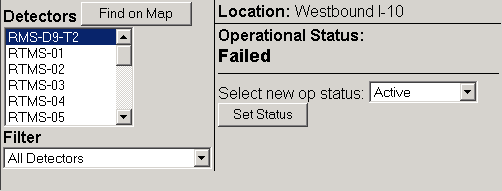 Detectors Find on Map
RMS-D9-T2
RTMS-01
RTMS-02
RTMS-03
RTMS-04
RTMS-05
Filter
All Detectors
Location: Westbound I-10
Operational Status:
Failed
Select new op status: Active
Set Status